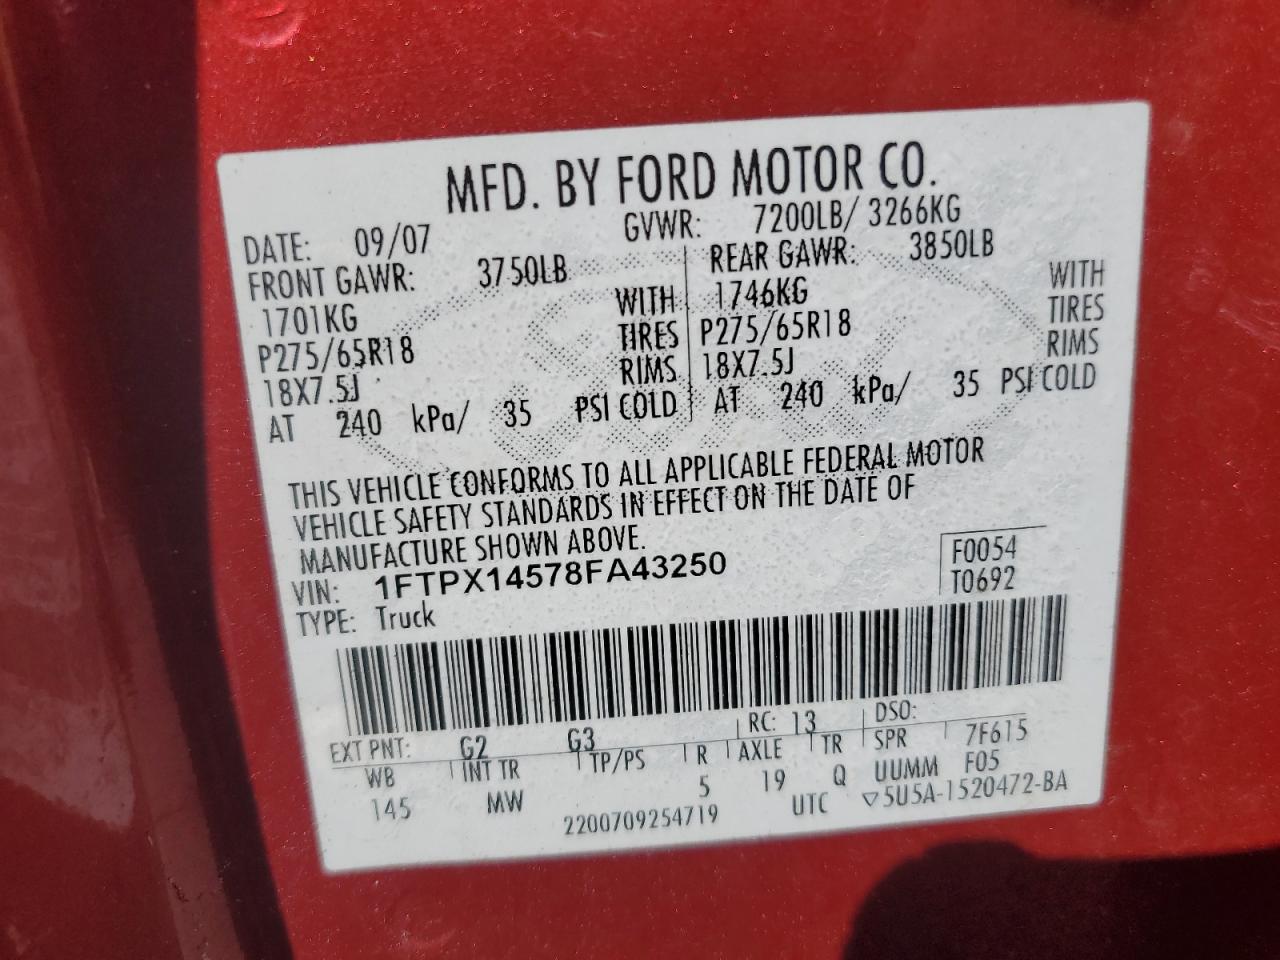 MFD. BY FORD MOTOR CO.
DATE: 09/07 GVWR: 7200LB/ 3266KG
FRONT GAWR: 3750LB REAR GAWR: 3850LB
1701KG WITH 1746KG WITH
P275/65R18 TIRES P275/65R18 TIRES
18X7.5J RIMS 18X7.5J RIMS
AT 240 kPa/ 35 PSI COLD AT 240 kPa/ 35 PSI COLD
THIS VEHICLE CONFORMS TO ALL APPLICABLE FEDERAL MOTOR
VEHICLE SAFETY STANDARDS IN EFFECT ON THE DATE OF
MANUFACTURE SHOWN ABOVE.
VIN: 1FTPX14578FA43250 F0054
TYPE: Truck T0692
EXT PNT: G2 G3 RC: 13 DSO:
WB INT TR TP/PS R AXLE TR SPR 7F615
145 MW 5 19 Q UUMM F05
2200709254719 UTC ▽5U5A-1520472-BA